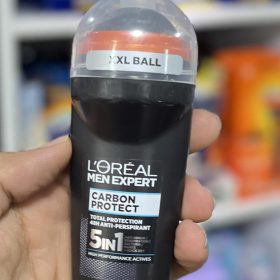 XXL BALL
L'ORÉAL
MEN EXPERT
CARBON
PROTECT
TOTAL PROTECTION
48H ANTI-PERSPIRANT
5IN1
HIGH PERFORMANCE ACTIVES